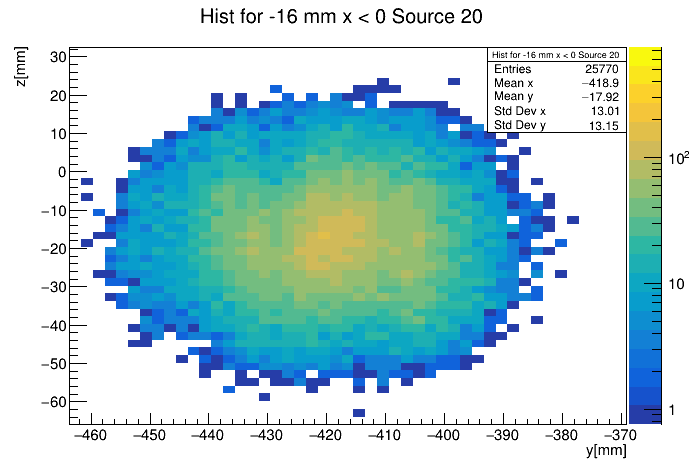 Hist for -16 mm x < 0 Source 20
z[mm]
Hist for -16 mm x < 0 Source 20
Entries 25770
Mean x −418.9
Mean y −17.92
Std Dev x 13.01
Std Dev y 13.15
30
20
10
0
−10
−20
−30
−40
−50
−60
−460 −450 −440 −430 −420 −410 −400 −390 −380 −370
y[mm]
10²
10
1